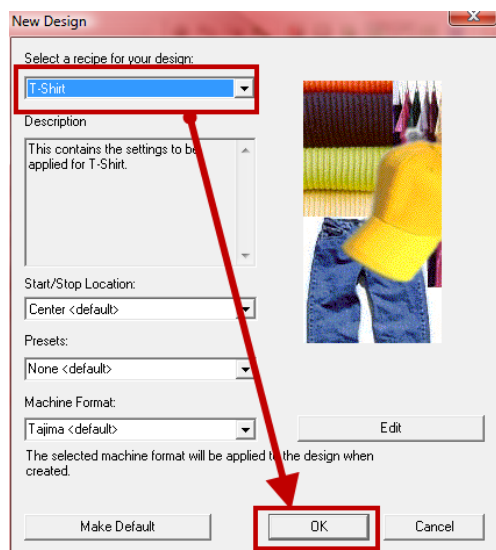 New Design
Select a recipe for your design:
T-Shirt
Description
This contains the settings to be
applied for T-Shirt.
Start/Stop Location:
Center <default>
Presets:
None <default>
Machine Format:
Tajima <default>
Edit
The selected machine format will be applied to the design when
created.
Make Default
OK
Cancel